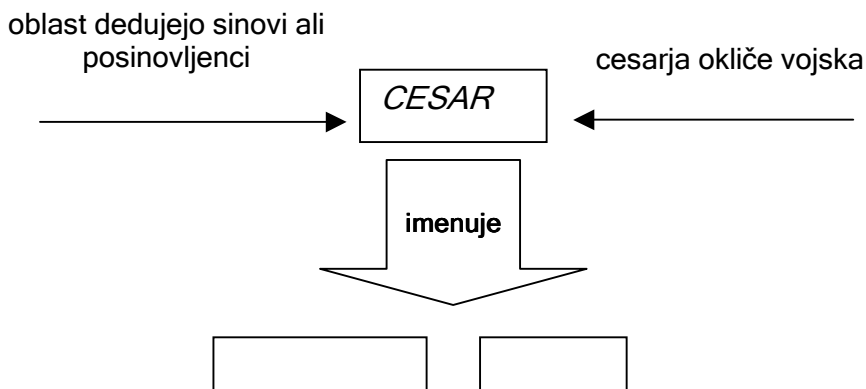 oblast dedujejo sinovi ali
posinovljenci
cesarja okliče vojska
CESAR
imenuje